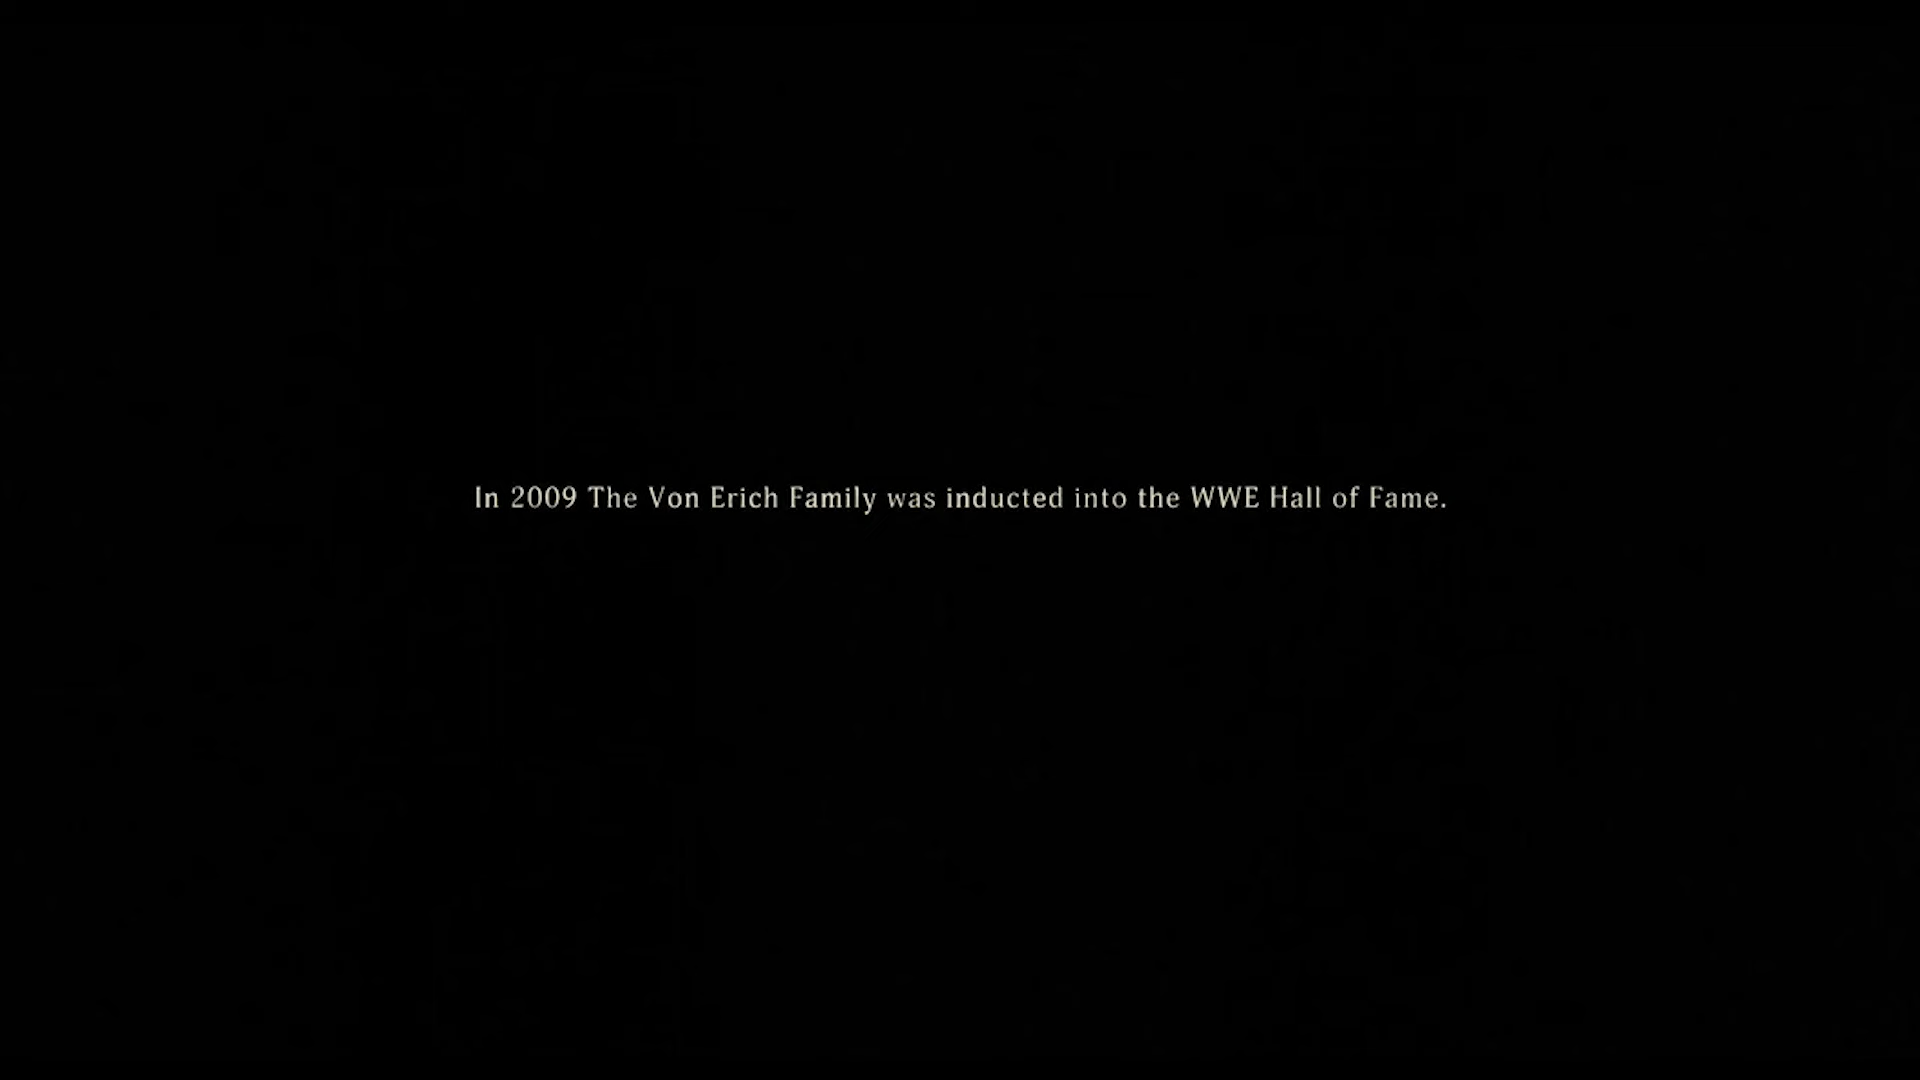 In 2009 The Von Erich Family was inducted into the WWE Hall of Fame.